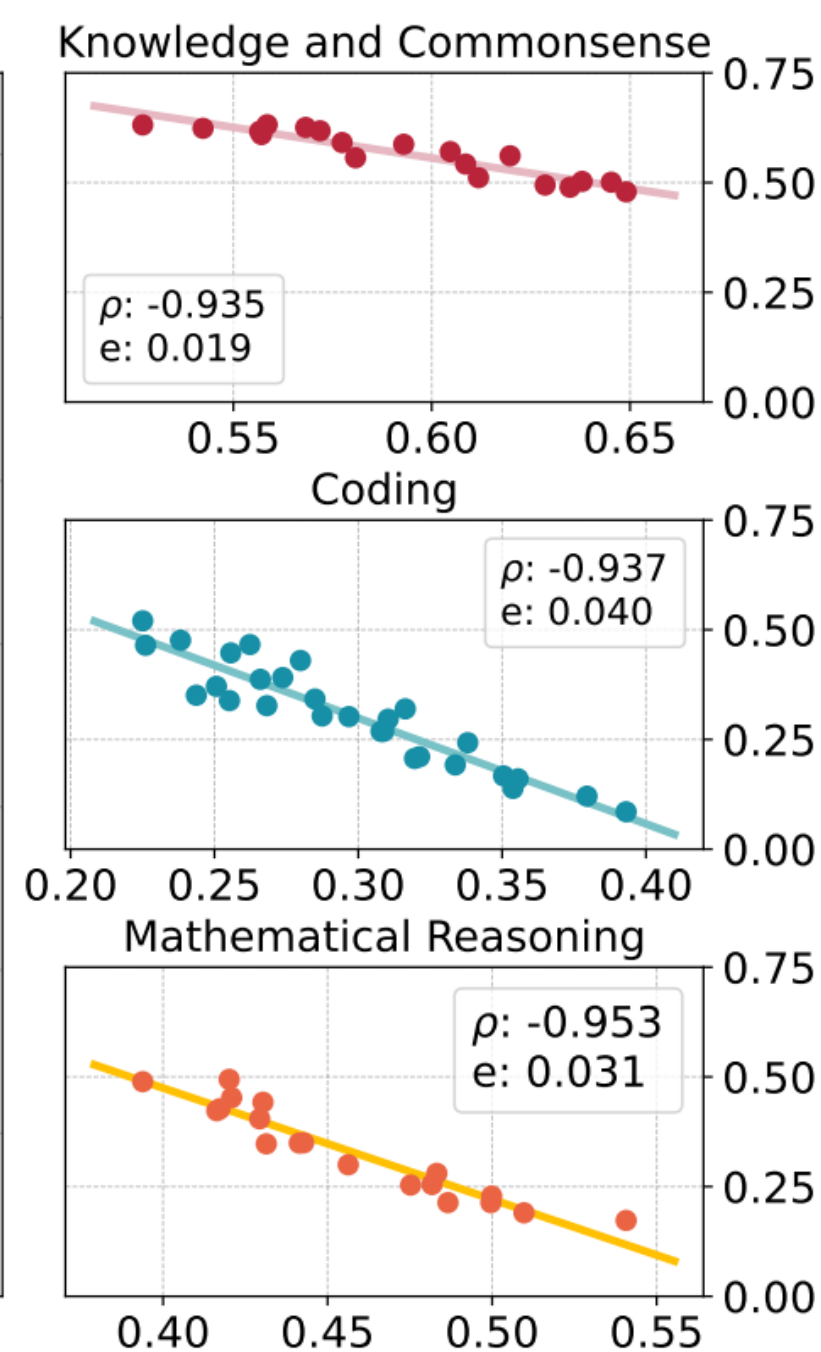 Knowledge and Commonsense
0.75
0.50
0.25
0.00
ρ: -0.935
e: 0.019
0.55 0.60 0.65
Coding
0.75
0.50
0.25
0.00
ρ: -0.937
e: 0.040
0.20 0.25 0.30 0.35 0.40
Mathematical Reasoning
0.75
0.50
0.25
0.00
ρ: -0.953
e: 0.031
0.40 0.45 0.50 0.55